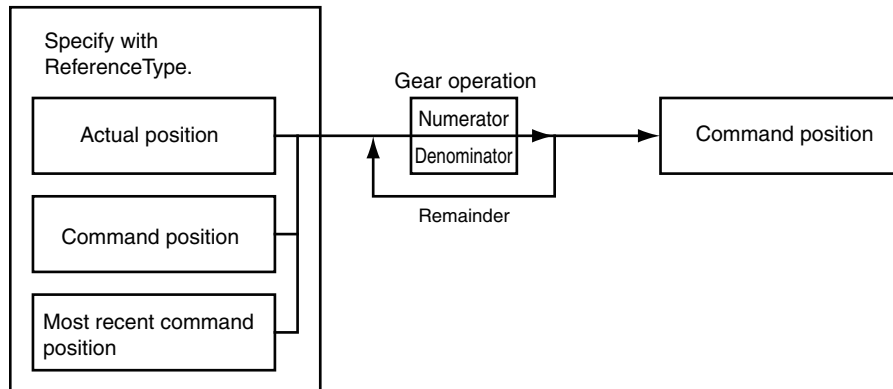 Specify with
ReferenceType.
Gear operation
Actual position
Numerator
Denominator
Command position
Remainder
Command position
Most recent command
position